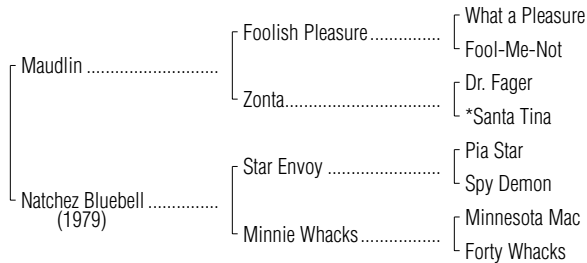 What a Pleasure
Foolish Pleasure...............
Fool-Me-Not
Maudlin ............................
Dr. Fager
Zonta.................................
*Santa Tina
Pia Star
Star Envoy ........................
Spy Demon
Natchez Bluebell ...............
(1979)
Minnesota Mac
Minnie Whacks.................
Forty Whacks